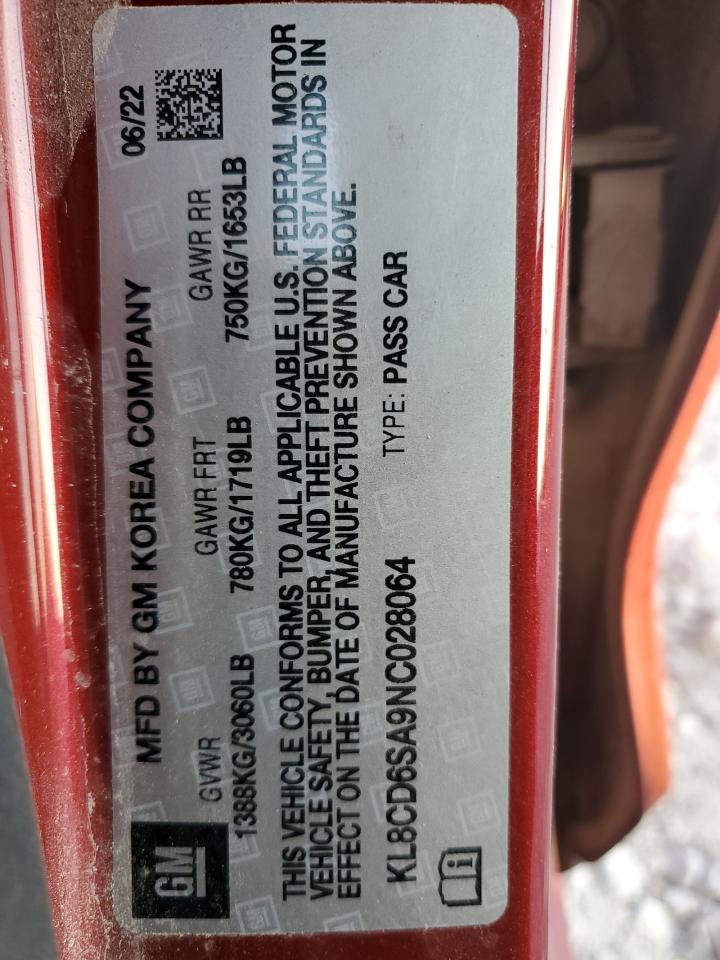 GM
MFD BY GM KOREA COMPANY 06/22
GVWR GAWR FRT GAWR RR
1388KG/3060LB 780KG/1719LB 750KG/1653LB
THIS VEHICLE CONFORMS TO ALL APPLICABLE U.S. FEDERAL MOTOR
VEHICLE SAFETY, BUMPER, AND THEFT PREVENTION STANDARDS IN
EFFECT ON THE DATE OF MANUFACTURE SHOWN ABOVE.
KL8CD6SA9NC028064 TYPE: PASS CAR